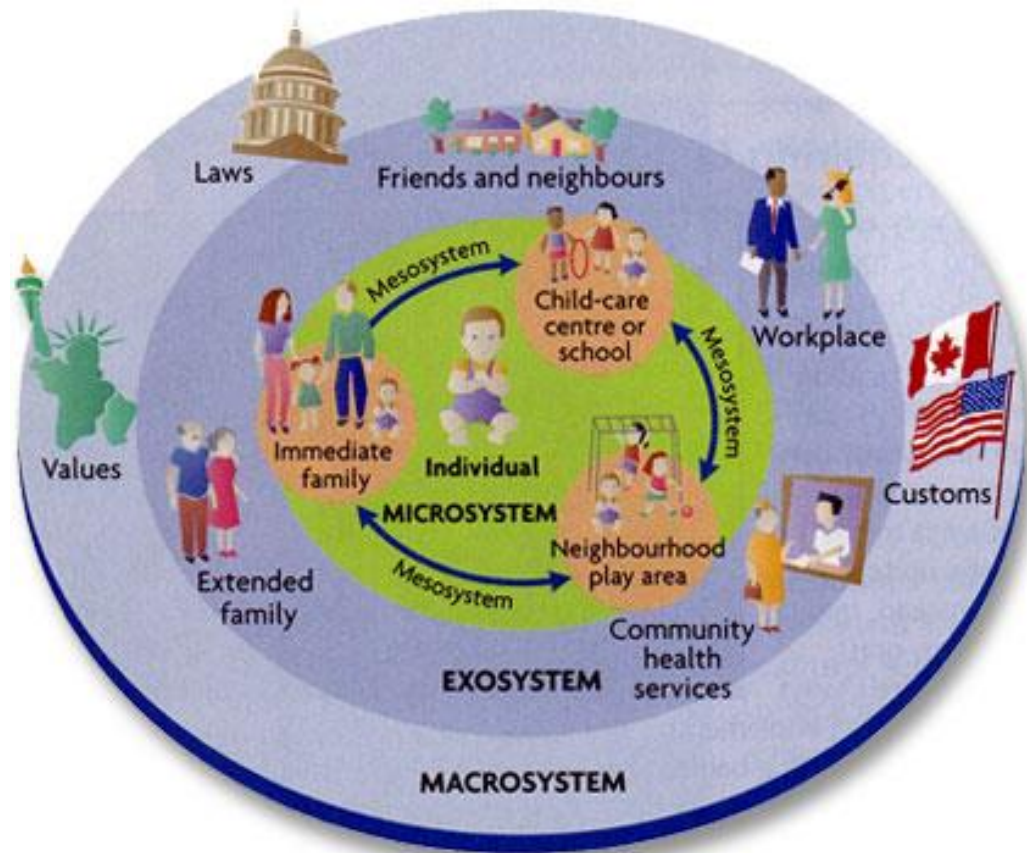 Laws
Friends and neighbours
Mesosystem
Child-care
centre or
school
Workplace
Mesosystem
Values
Immediate
family
Individual
Customs
MICROSYSTEM
Neighbourhood
play area
Mesosystem
Extended
family
Community
health
services
EXOSYSTEM
MACROSYSTEM